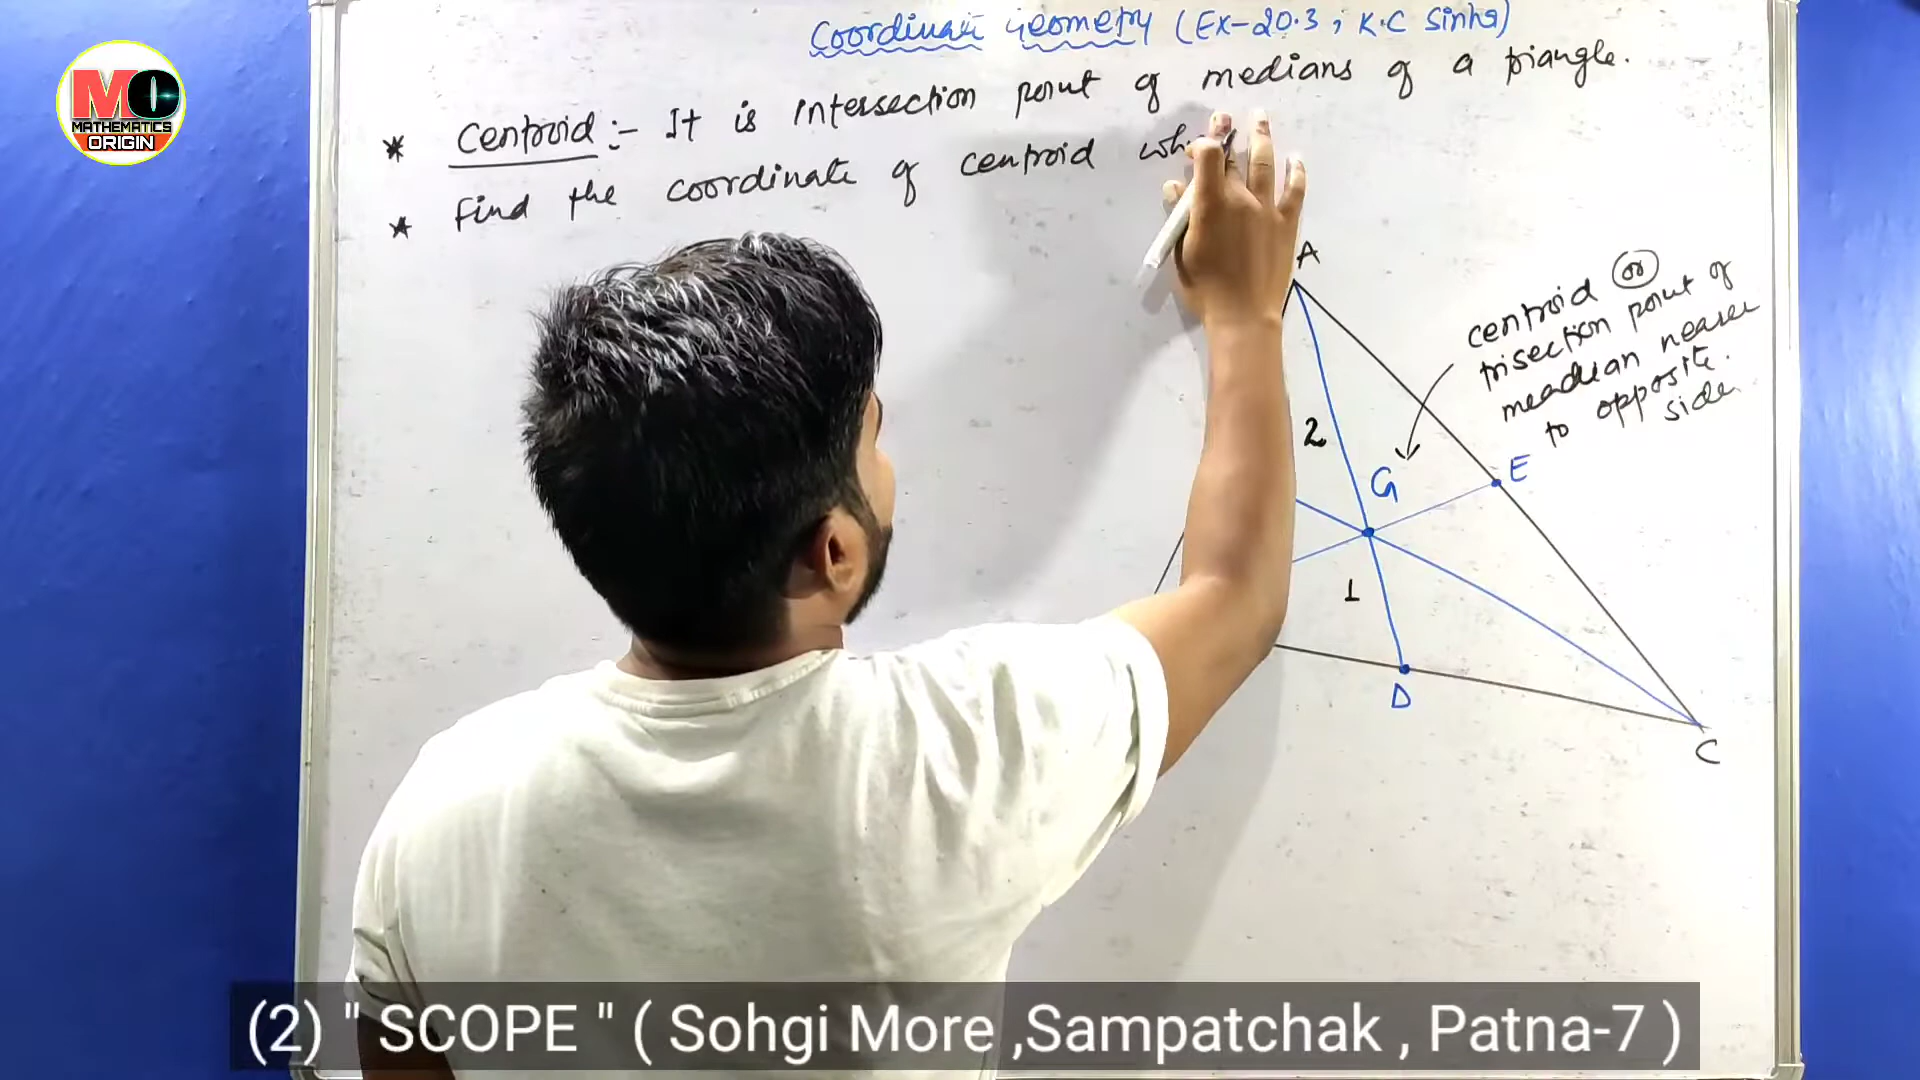 Coordinate Geometry (Ex-20.3 ; K.C Sinha)
MO
MATHEMATICS
ORIGIN
* Centroid :- It is intersection point of medians of a triangle.
* Find the coordinate of centroid
A
centroid or
trisection point of
meadian nearer
to opposite.
side.
2
G
E
1
D
C
(2) " SCOPE " ( Sohgi More ,Sampatchak , Patna-7 )